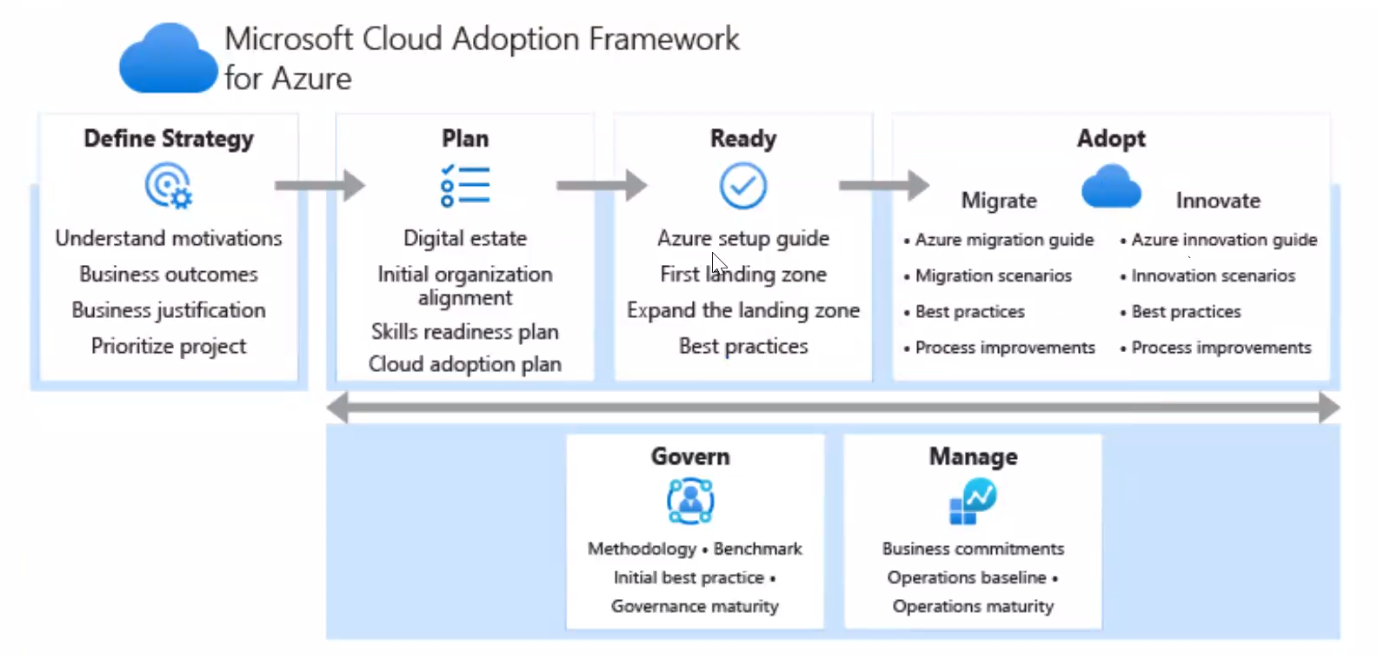 Microsoft Cloud Adoption Framework
for Azure
Define Strategy
Understand motivations
Business outcomes
Business justification
Prioritize project
Plan
Digital estate
Initial organization
alignment
Skills readiness plan
Cloud adoption plan
Ready
Azure setup guide
First landing zone
Expand the landing zone
Best practices
Adopt
Migrate
• Azure migration guide
• Migration scenarios
• Best practices
• Process improvements
Innovate
• Azure innovation guide
• Innovation scenarios
• Best practices
• Process improvements
Govern
Methodology • Benchmark
Initial best practice •
Governance maturity
Manage
Business commitments
Operations baseline •
Operations maturity